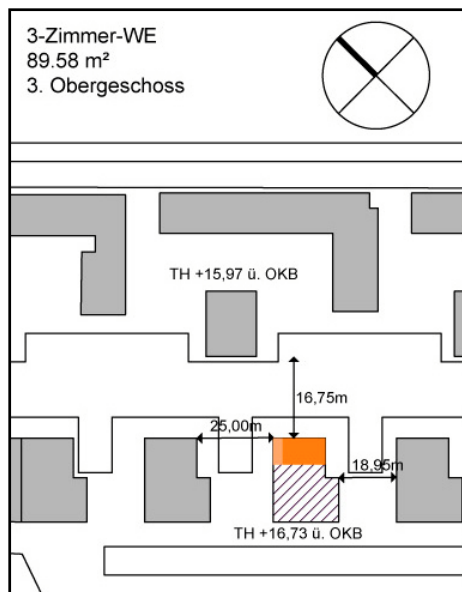 3-Zimmer-WE
89.58 m²
3. Obergeschoss
TH +15,97 ü. OKB
16,75m
25,00m
18,95m
TH +16,73 ü. OKB